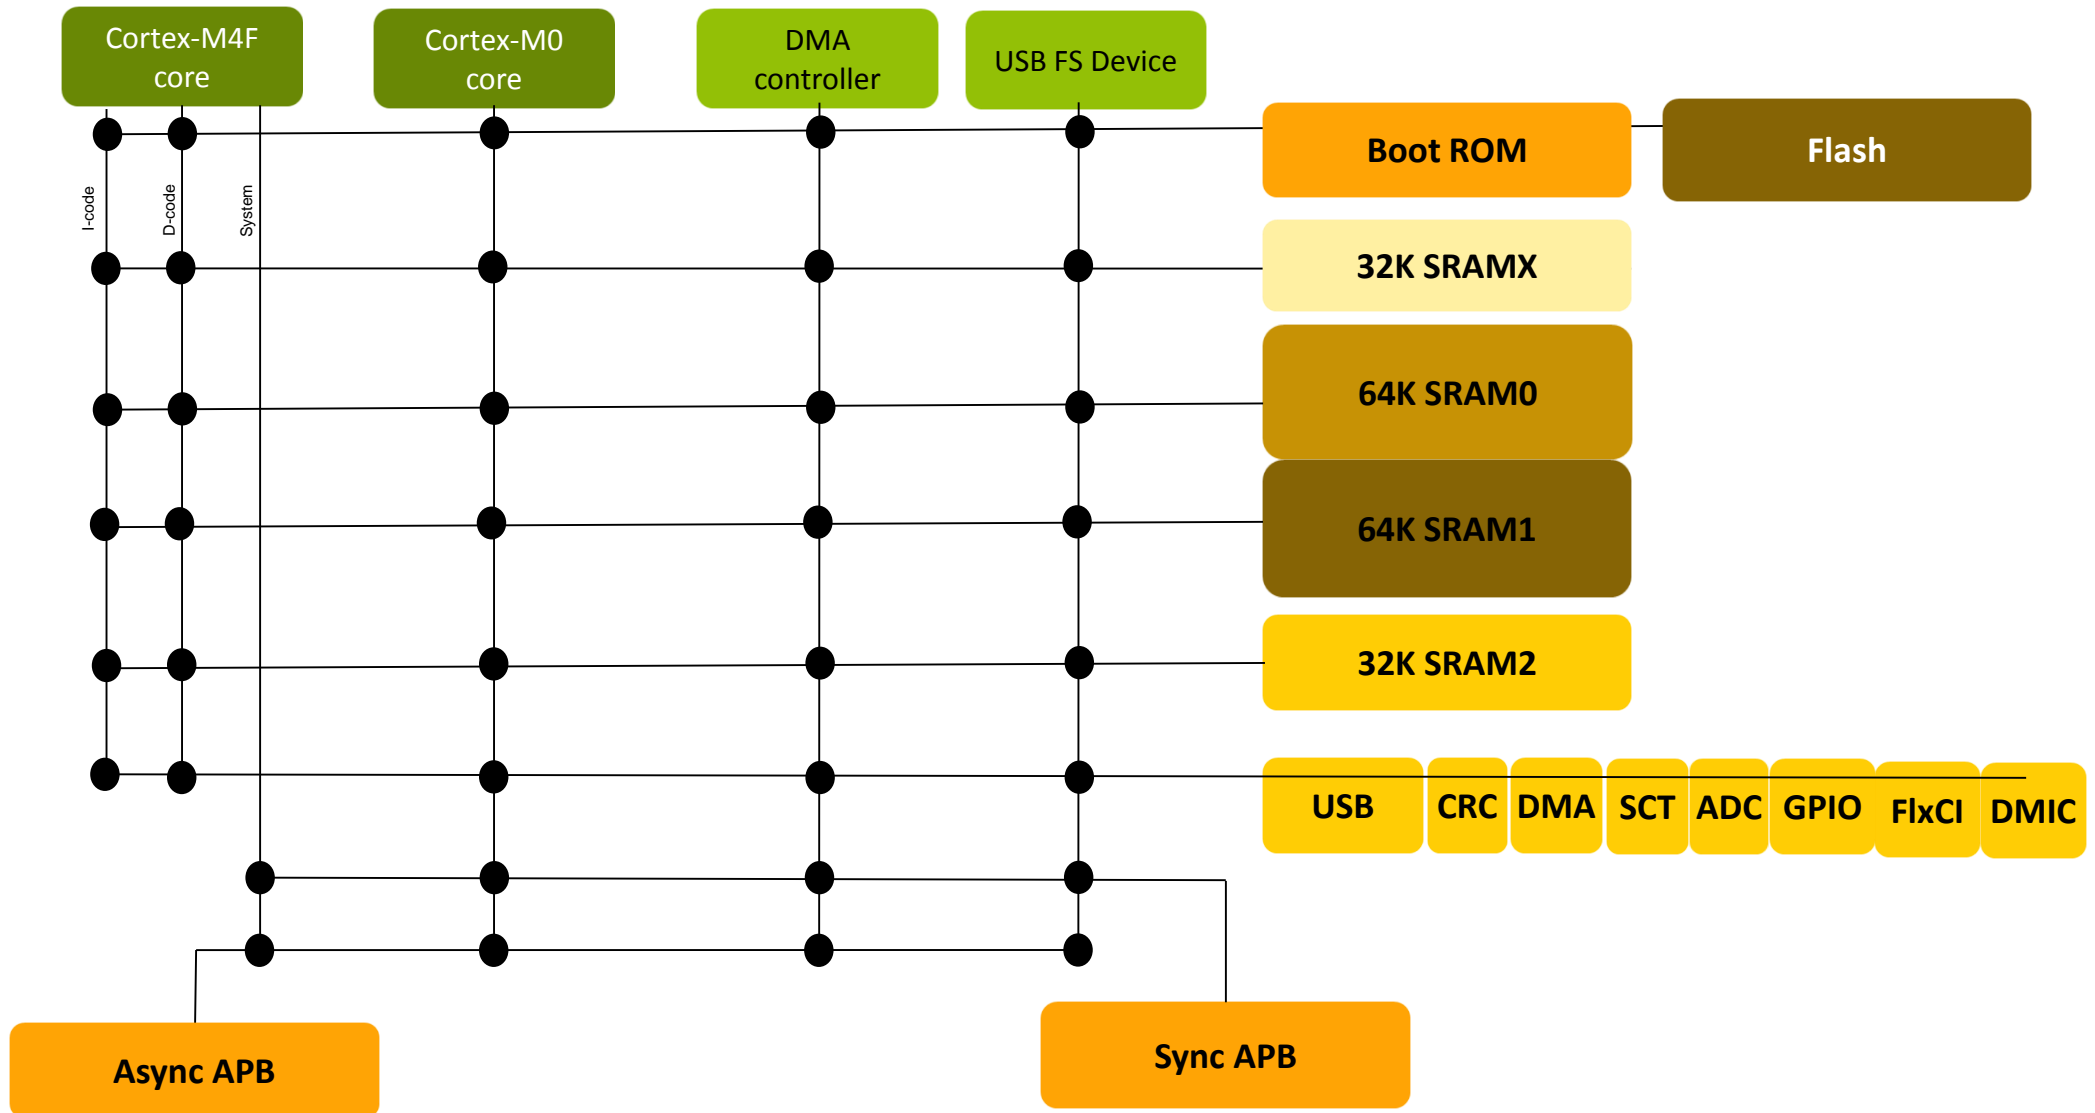 Cortex-M4F
core
Cortex-M0
core
DMA
controller
USB FS Device
Boot ROM
Flash
I-code
D-code
System
32K SRAMX
64K SRAM0
64K SRAM1
32K SRAM2
USB
CRC
DMA
SCT
ADC
GPIO
FlxCI
DMIC
Async APB
Sync APB